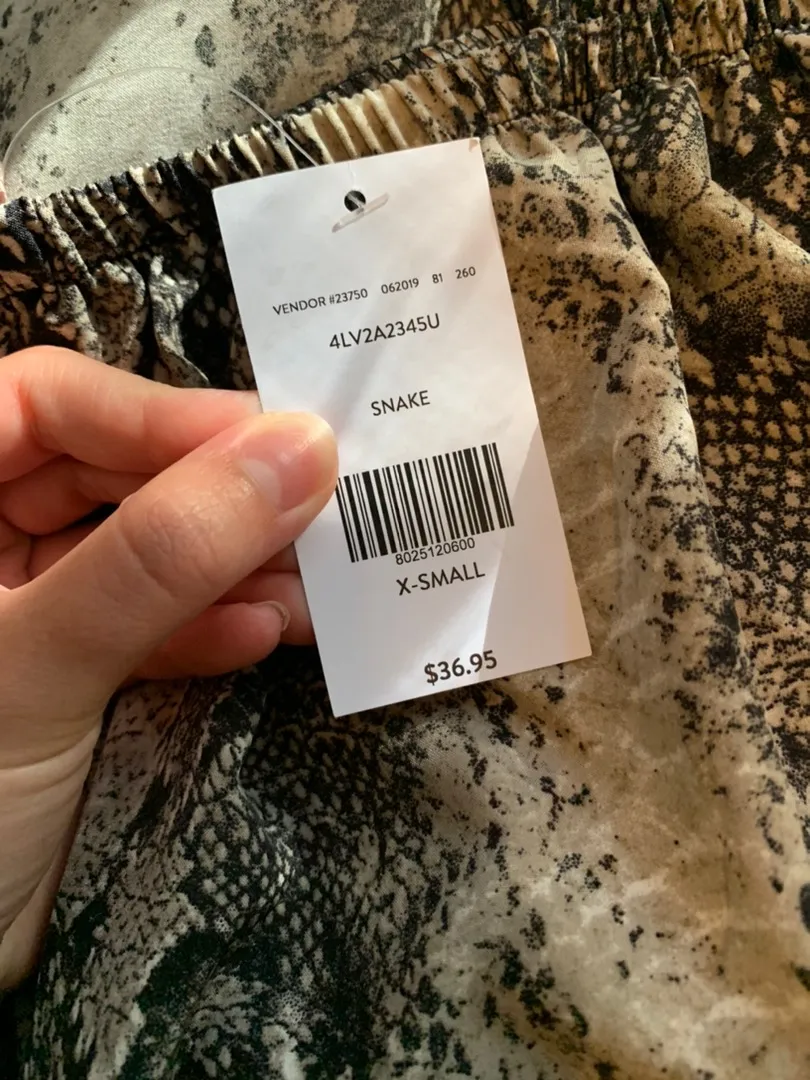 VENDOR #23750 062019 81 260
4LV2A2345U
SNAKE
8025120600
X-SMALL
$36.95